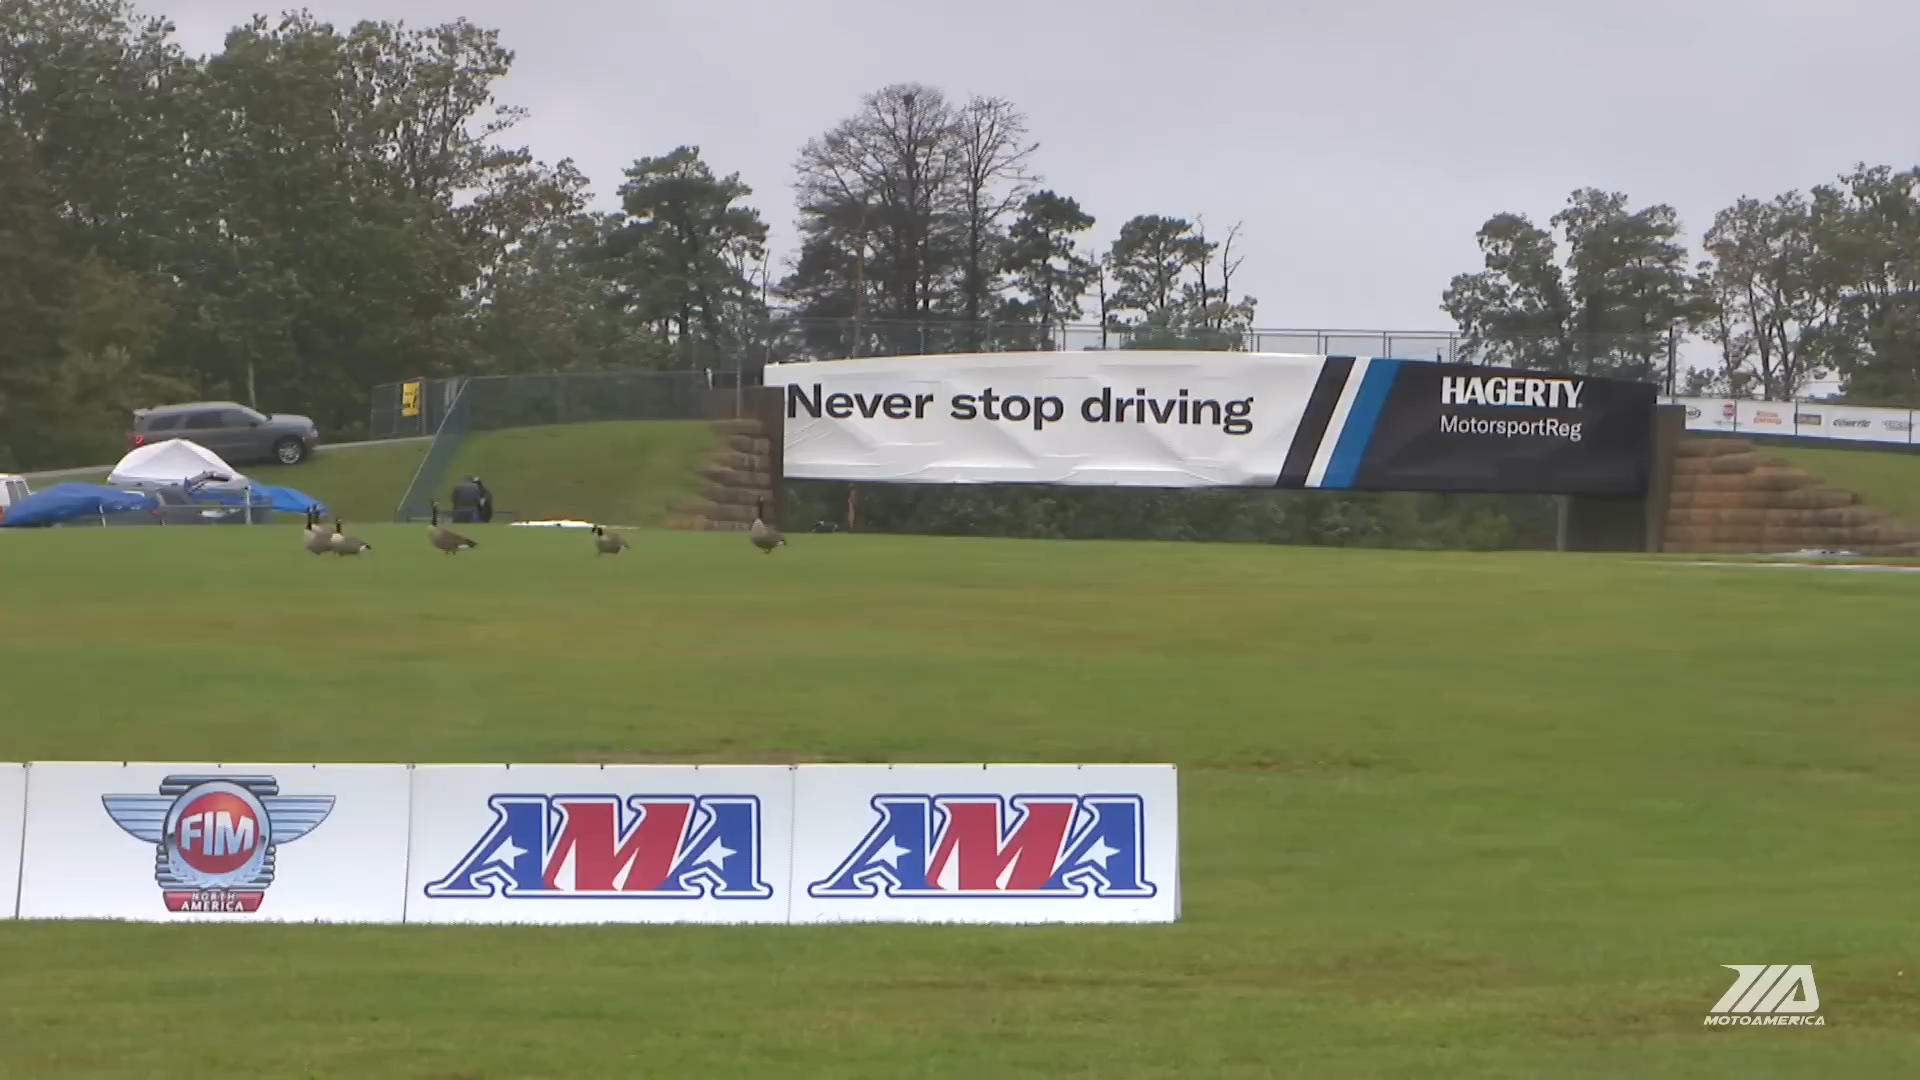 Never stop driving
HAGERTY
MotorsportReg
FIM
NORTH
AMERICA
AMA
AMA
MOTOAMERICA